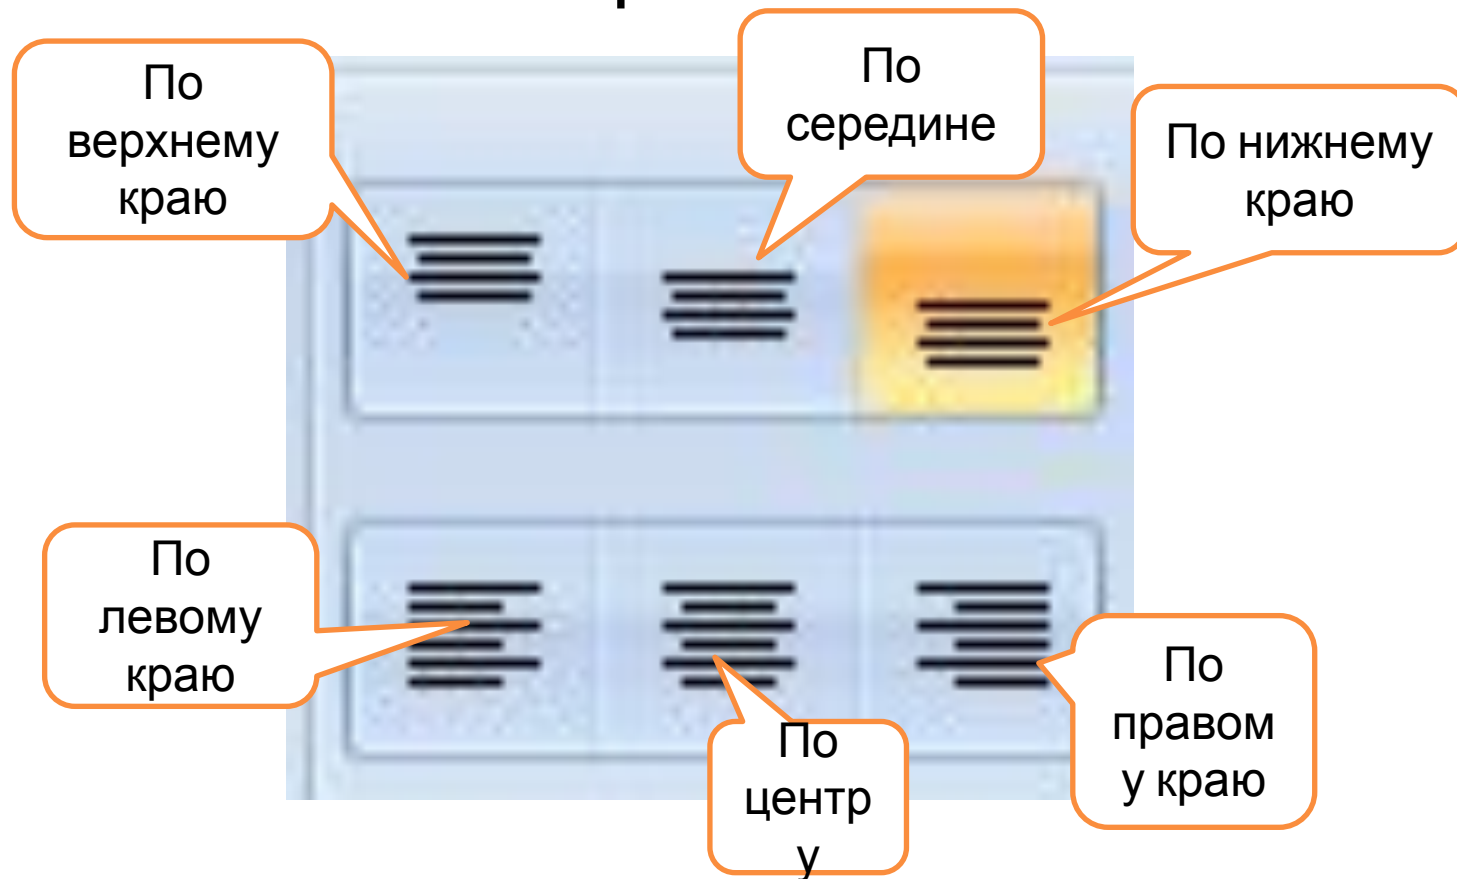 По
верхнему
краю
По
середине
По нижнему
краю
По
левому
краю
По
центр
у
По
правом
у краю